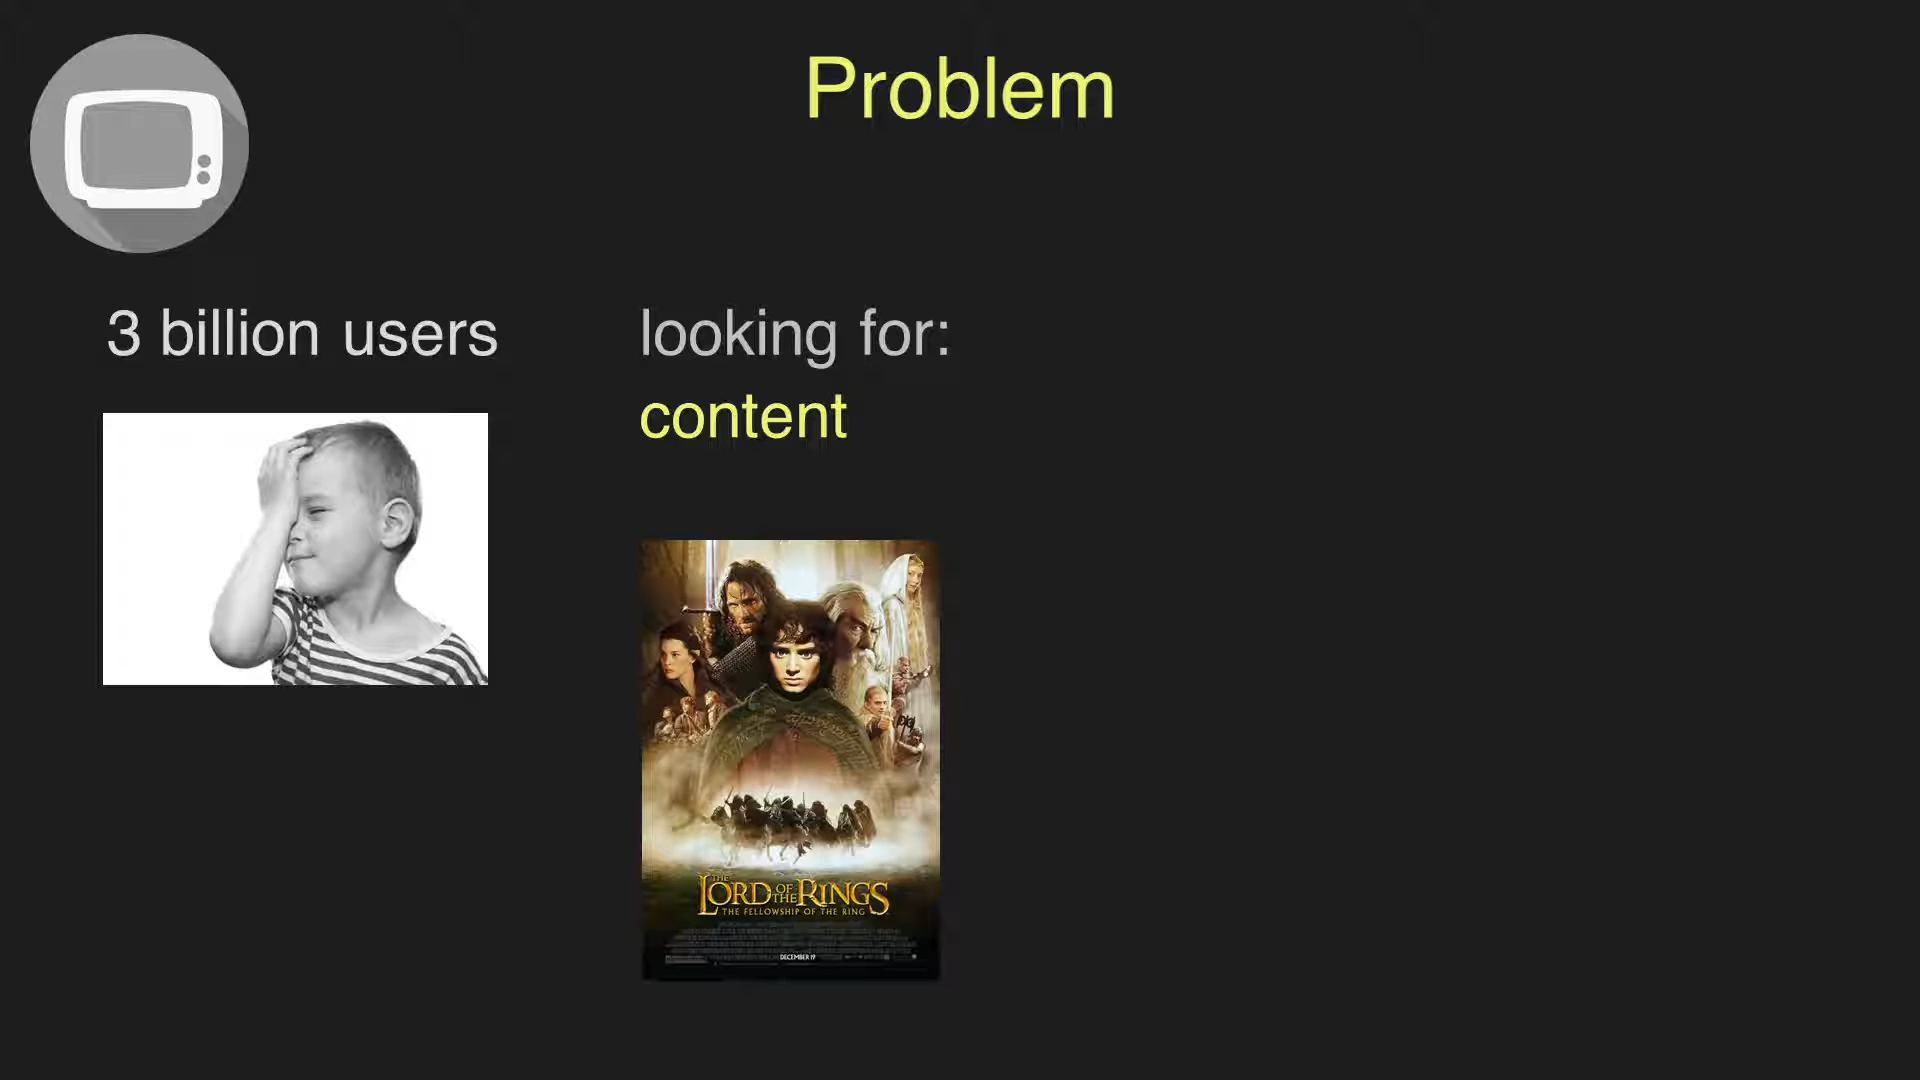 Problem
3 billion users
looking for:
content
THE
LORD OF THE RINGS
THE FELLOWSHIP OF THE RING
DECEMBER 19